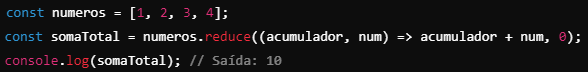 const numeros = [1, 2, 3, 4];
const somaTotal = numeros.reduce((acumulador, num) => acumulador + num, 0);
console.log(somaTotal); // Saída: 10